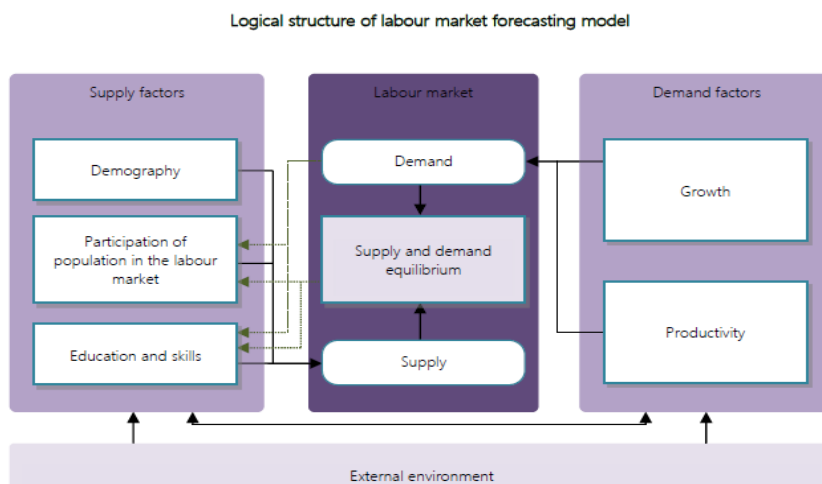 Logical structure of labour market forecasting model
Supply factors
Labour market
Demand factors
Demography
Participation of
population in the labour
market
Education and skills
Demand
Supply and demand
equilibrium
Supply
Growth
Productivity
External environment